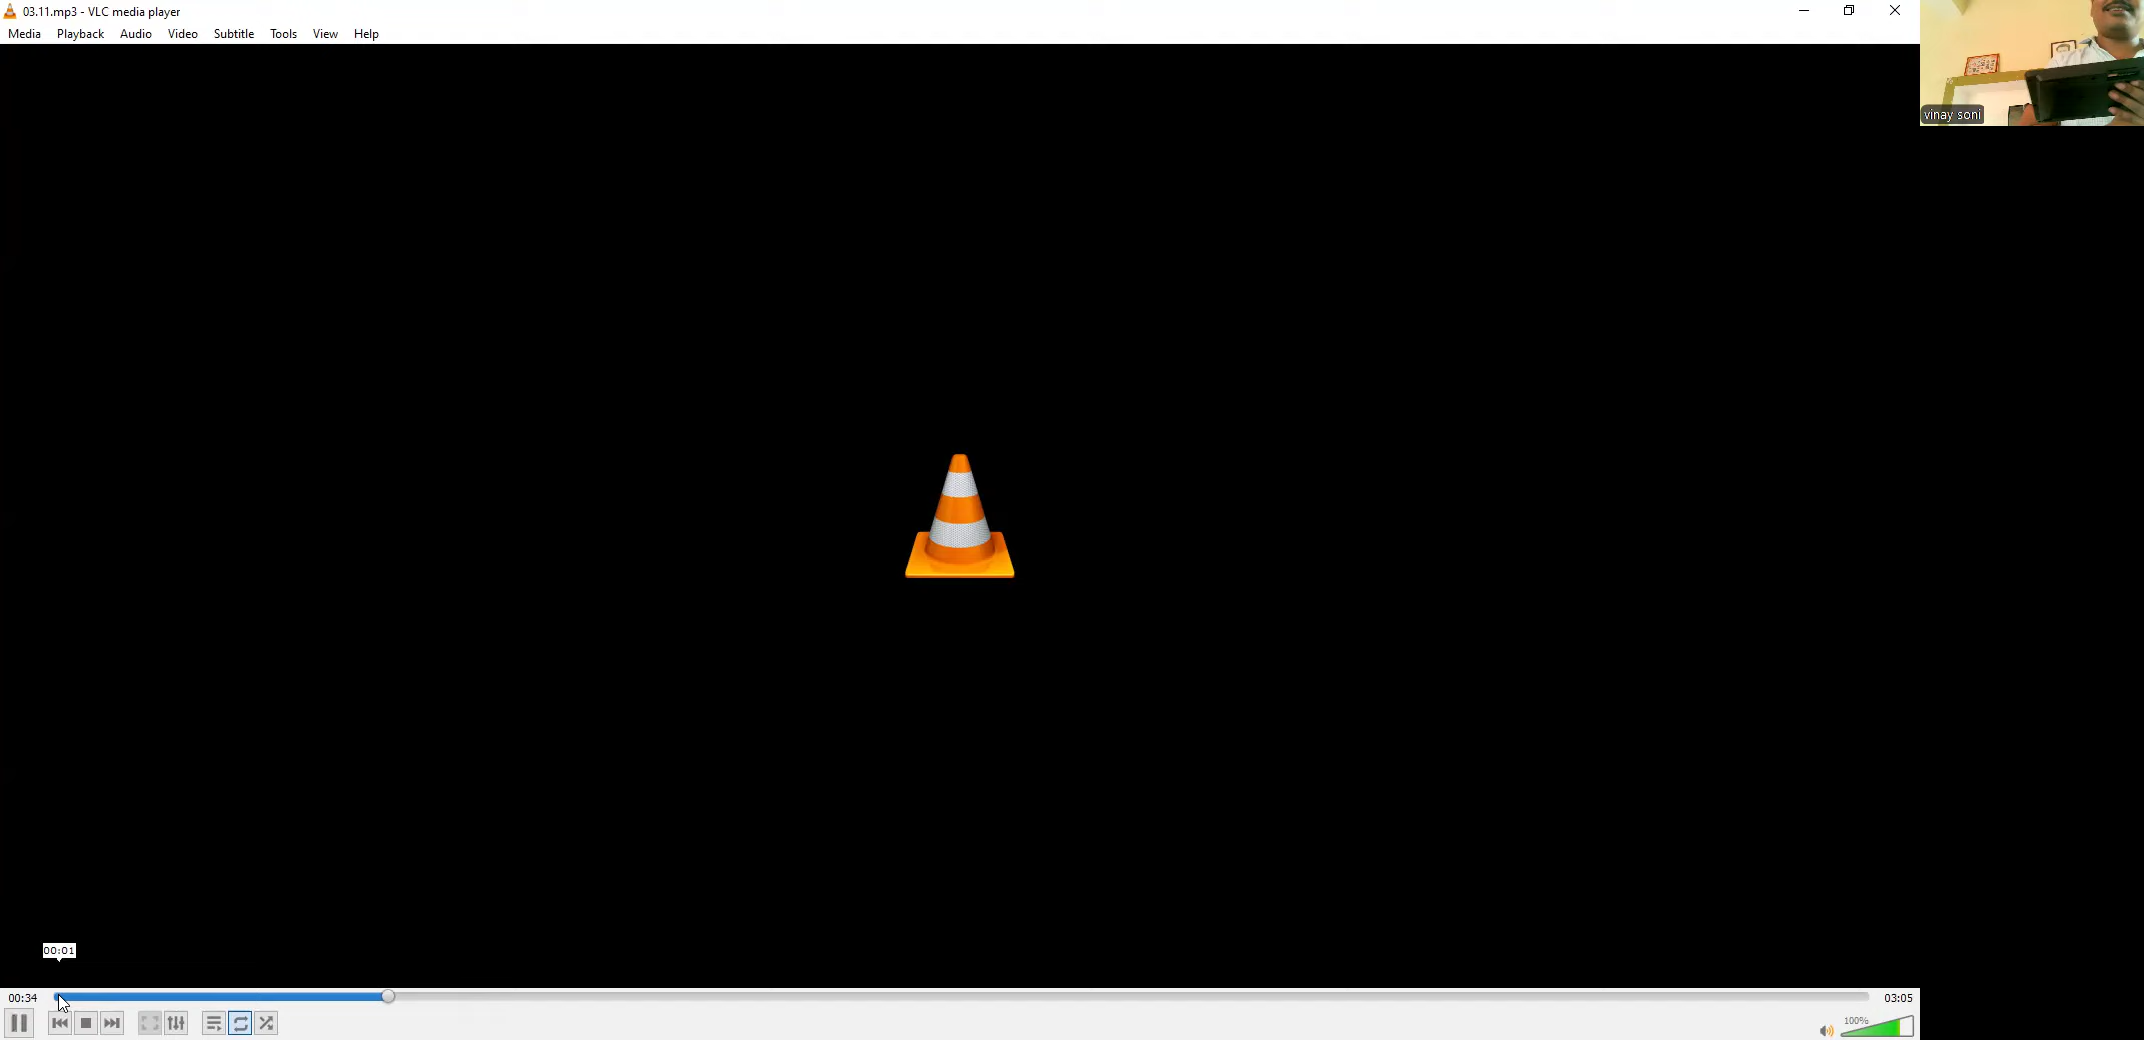 03.11.mp3 - VLC media player
Media Playback Audio Video Subtitle Tools View Help
vinay soni
00:01
00:34
03:05
100%